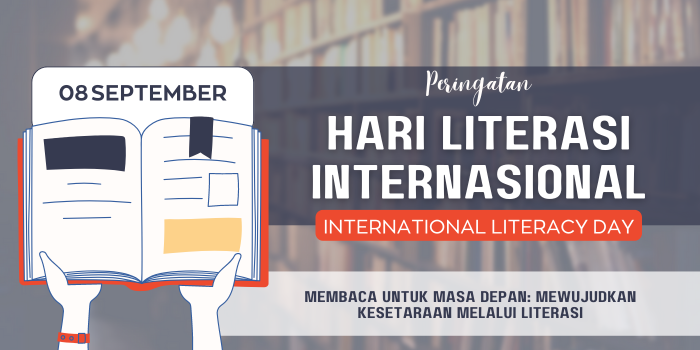 08 SEPTEMBER
Peringatan
HARI LITERASI
INTERNASIONAL
INTERNATIONAL LITERACY DAY
MEMBACA UNTUK MASA DEPAN: MEWUJUDKAN
KESETARAAN MELALUI LITERASI